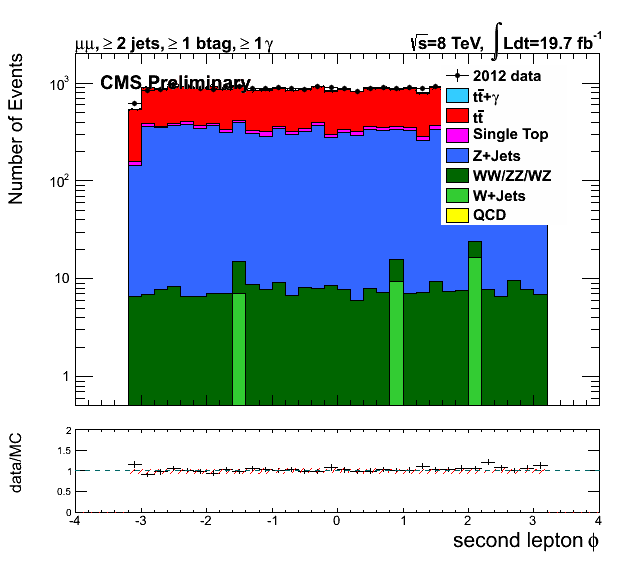 μμ, ≥ 2 jets, ≥ 1 btag, ≥ 1 γ
√s=8 TeV, ∫Ldt=19.7 fb⁻¹
CMS Preliminary
Number of Events
10³
10²
10
1
2012 data
tt̄+γ
tt̄
Single Top
Z+Jets
WW/ZZ/WZ
W+Jets
QCD
data/MC
2
1.5
1
0.5
0
-4 -3 -2 -1 0 1 2 3 4
second lepton ϕ